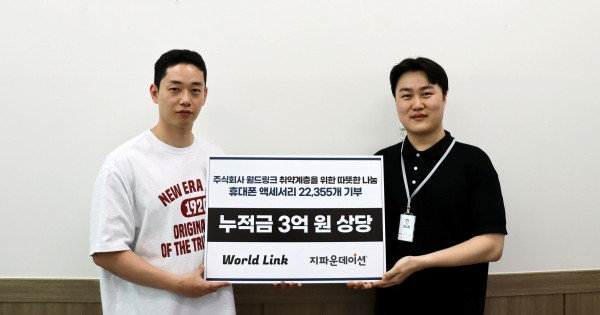 NEW ERA
1920
ORIGINA
OF THE TR
주식회사 월드링크 취약계층을 위한 따뜻한 나눔
휴대폰 액세서리 22,355개 기부
누적금 3억 원 상당
World Link 지파운데이션